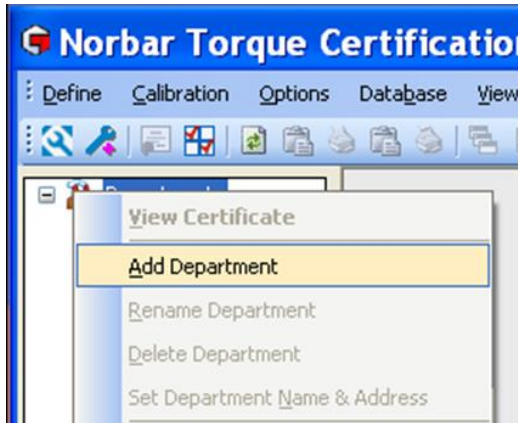 Norbar Torque Certification
Define Calibration Options Database View
View Certificate
Add Department
Rename Department
Delete Department
Set Department Name & Address